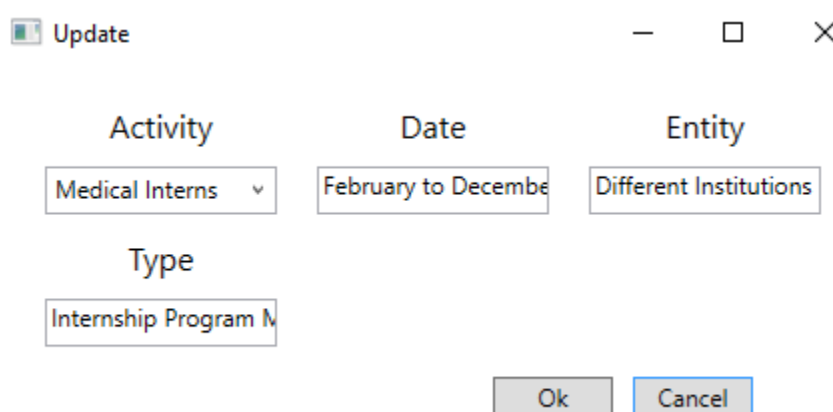 Update
Activity Date Entity
Medical Interns February to Decembe Different Institutions
Type
Internship Program
Ok Cancel